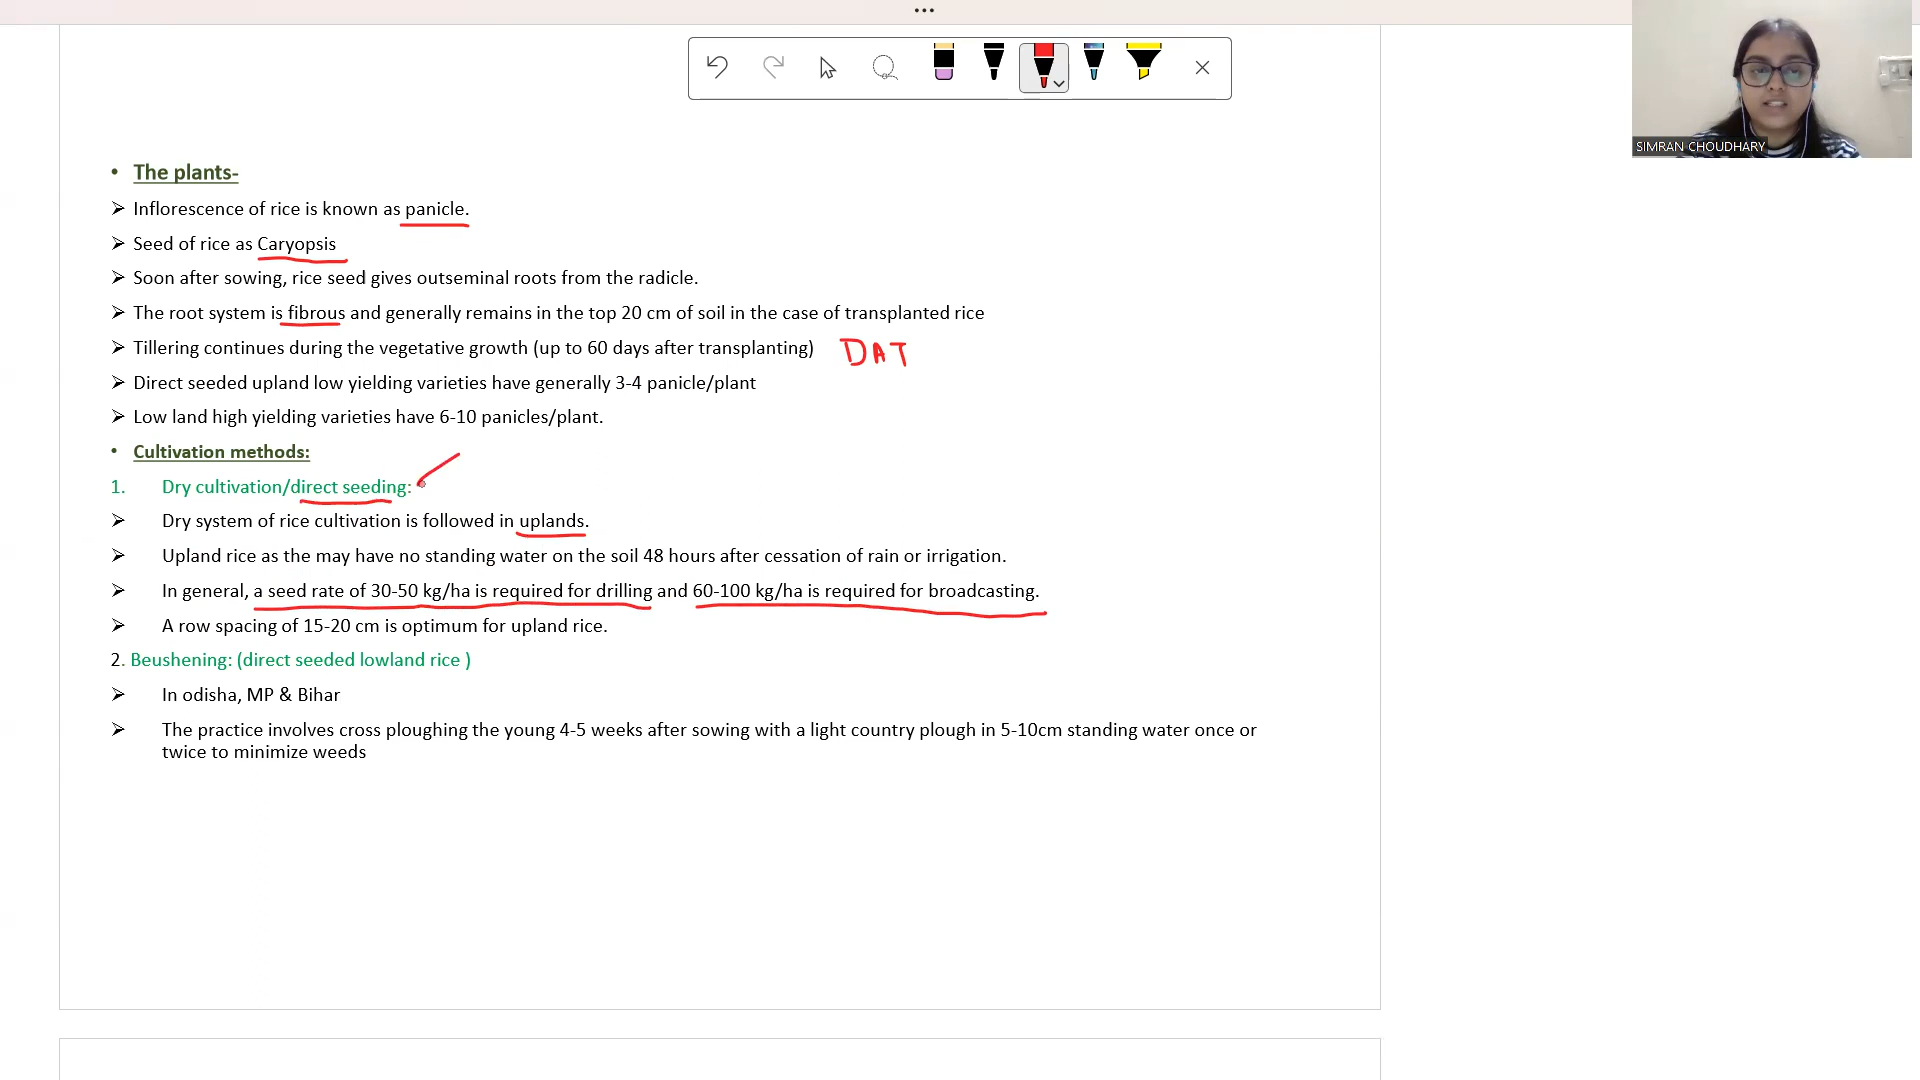 •••
SIMRAN CHOUDHARY
• The plants-
➢ Inflorescence of rice is known as panicle.
➢ Seed of rice as Caryopsis
➢ Soon after sowing, rice seed gives outseminal roots from the radicle.
➢ The root system is fibrous and generally remains in the top 20 cm of soil in the case of transplanted rice
➢ Tillering continues during the vegetative growth (up to 60 days after transplanting) DAT
➢ Direct seeded upland low yielding varieties have generally 3-4 panicle/plant
➢ Low land high yielding varieties have 6-10 panicles/plant.
• Cultivation methods:
1. Dry cultivation/direct seeding:
➢ Dry system of rice cultivation is followed in uplands.
➢ Upland rice as the may have no standing water on the soil 48 hours after cessation of rain or irrigation.
➢ In general, a seed rate of 30-50 kg/ha is required for drilling and 60-100 kg/ha is required for broadcasting.
➢ A row spacing of 15-20 cm is optimum for upland rice.
2. Beushening: (direct seeded lowland rice )
➢ In odisha, MP & Bihar
➢ The practice involves cross ploughing the young 4-5 weeks after sowing with a light country plough in 5-10cm standing water once or
twice to minimize weeds